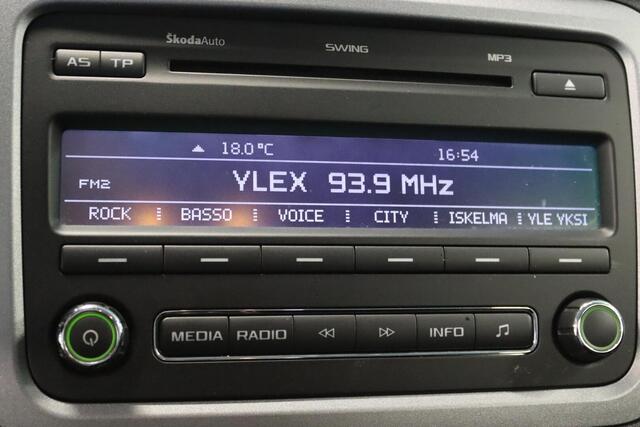 ŠkodaAuto SWING MP3
AS TP
18.0°C 16:54
FM2 YLEX 93.9 MHz
ROCK BASSO VOICE CITY ISKELMA YLE YKSI
MEDIA RADIO INFO